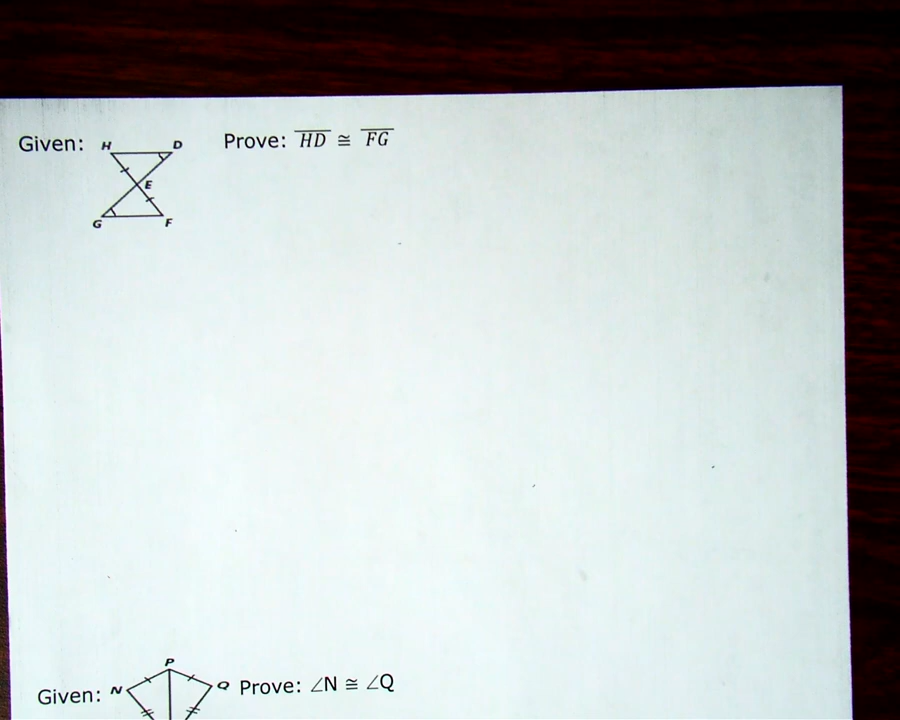 Given: H D Prove: HD ≅ FG
E
G F
P
Given: N Q Prove: ∠N ≅ ∠Q